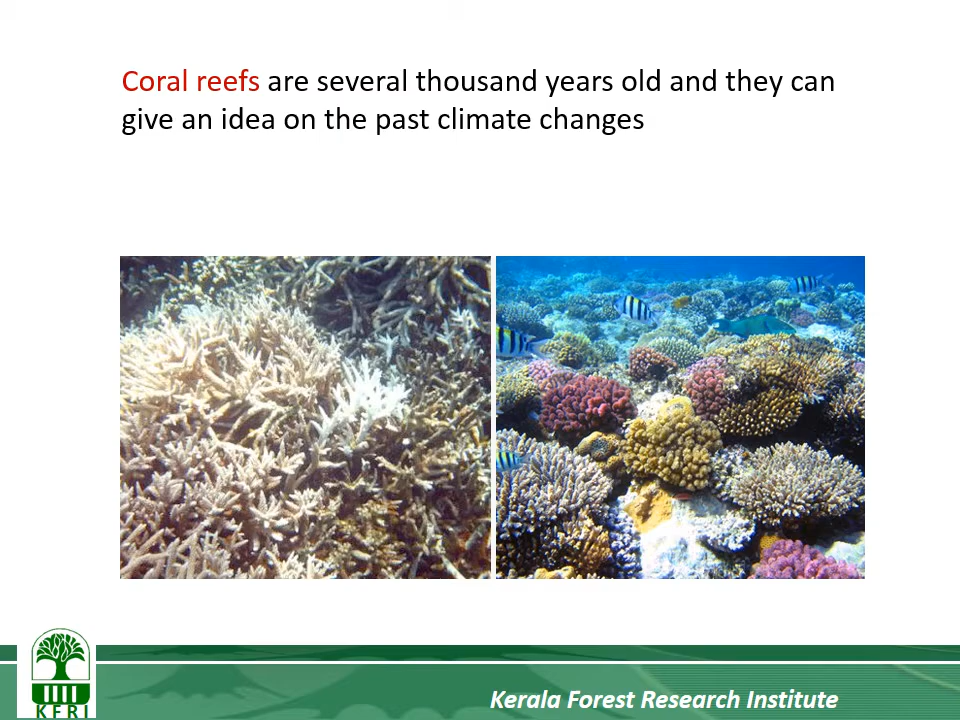 Coral reefs are several thousand years old and they can
give an idea on the past climate changes
KFRI
Kerala Forest Research Institute